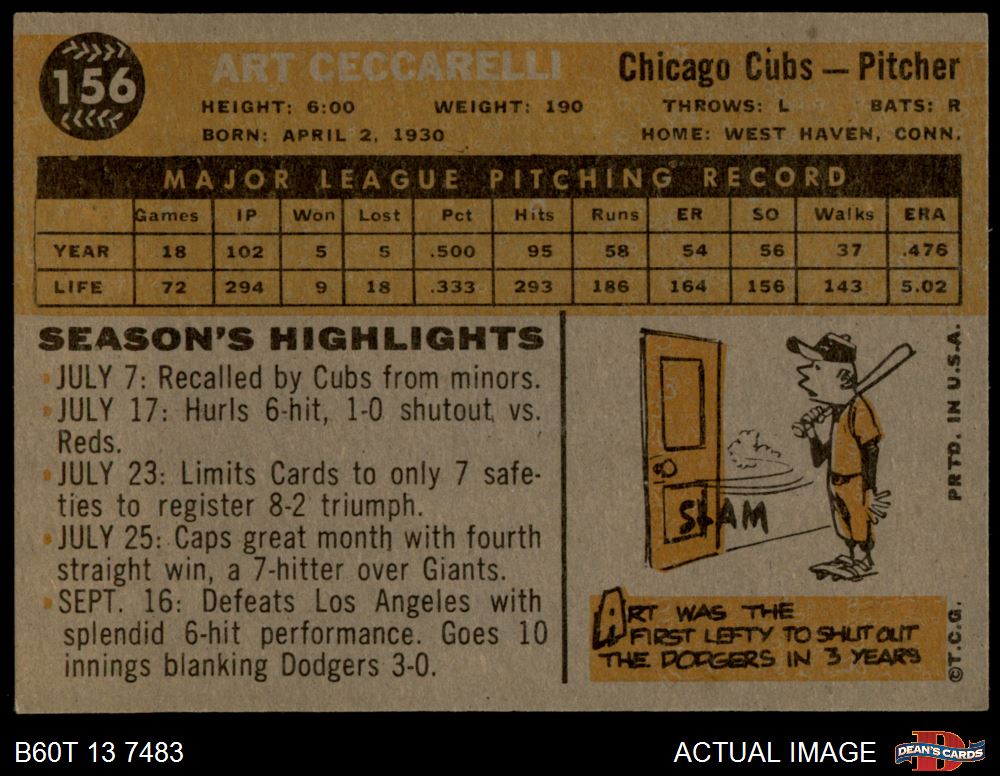 156
ART CECCARELLI
Chicago Cubs — Pitcher
HEIGHT: 6:00 WEIGHT: 190 THROWS: L BATS: R
BORN: APRIL 2, 1930 HOME: WEST HAVEN, CONN.
MAJOR LEAGUE PITCHING RECORD
Games IP Won Lost Pct Hits Runs ER SO Walks ERA
YEAR 18 102 5 5 .500 95 58 54 56 37 .476
LIFE 72 294 9 18 .333 293 186 164 156 143 5.02
SEASON'S HIGHLIGHTS
JULY 7: Recalled by Cubs from minors.
JULY 17: Hurls 6-hit, 1-0 shutout vs.
Reds.
JULY 23: Limits Cards to only 7 safe-
ties to register 8-2 triumph.
JULY 25: Caps great month with fourth
straight win, a 7-hitter over Giants.
SEPT. 16: Defeats Los Angeles with
splendid 6-hit performance. Goes 10
innings blanking Dodgers 3-0.
SLAM
ART WAS THE
FIRST LEFTY TO SHUT OUT
THE DODGERS IN 3 YEARS
©T.C.G. PRTD. IN U.S.A.
B60T 13 7483
ACTUAL IMAGE
DEAN'S CARDS